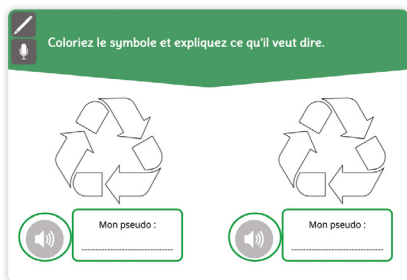 Coloriez le symbole et expliquez ce qu'il veut dire.
Mon pseudo :
Mon pseudo :